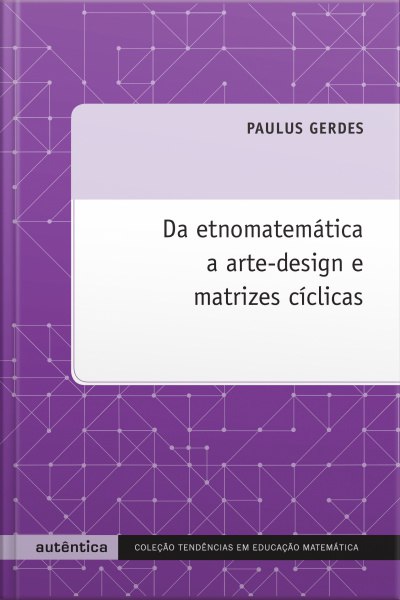 PAULUS GERDES
Da etnomatemática
a arte-design e
matrizes cíclicas
autêntica
COLEÇÃO TENDÊNCIAS EM EDUCAÇÃO MATEMÁTICA